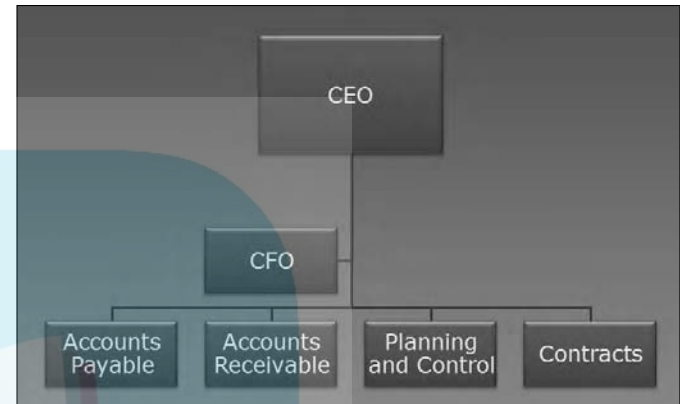 CEO
CFO
Accounts
Payable
Accounts
Receivable
Planning
and Control
Contracts